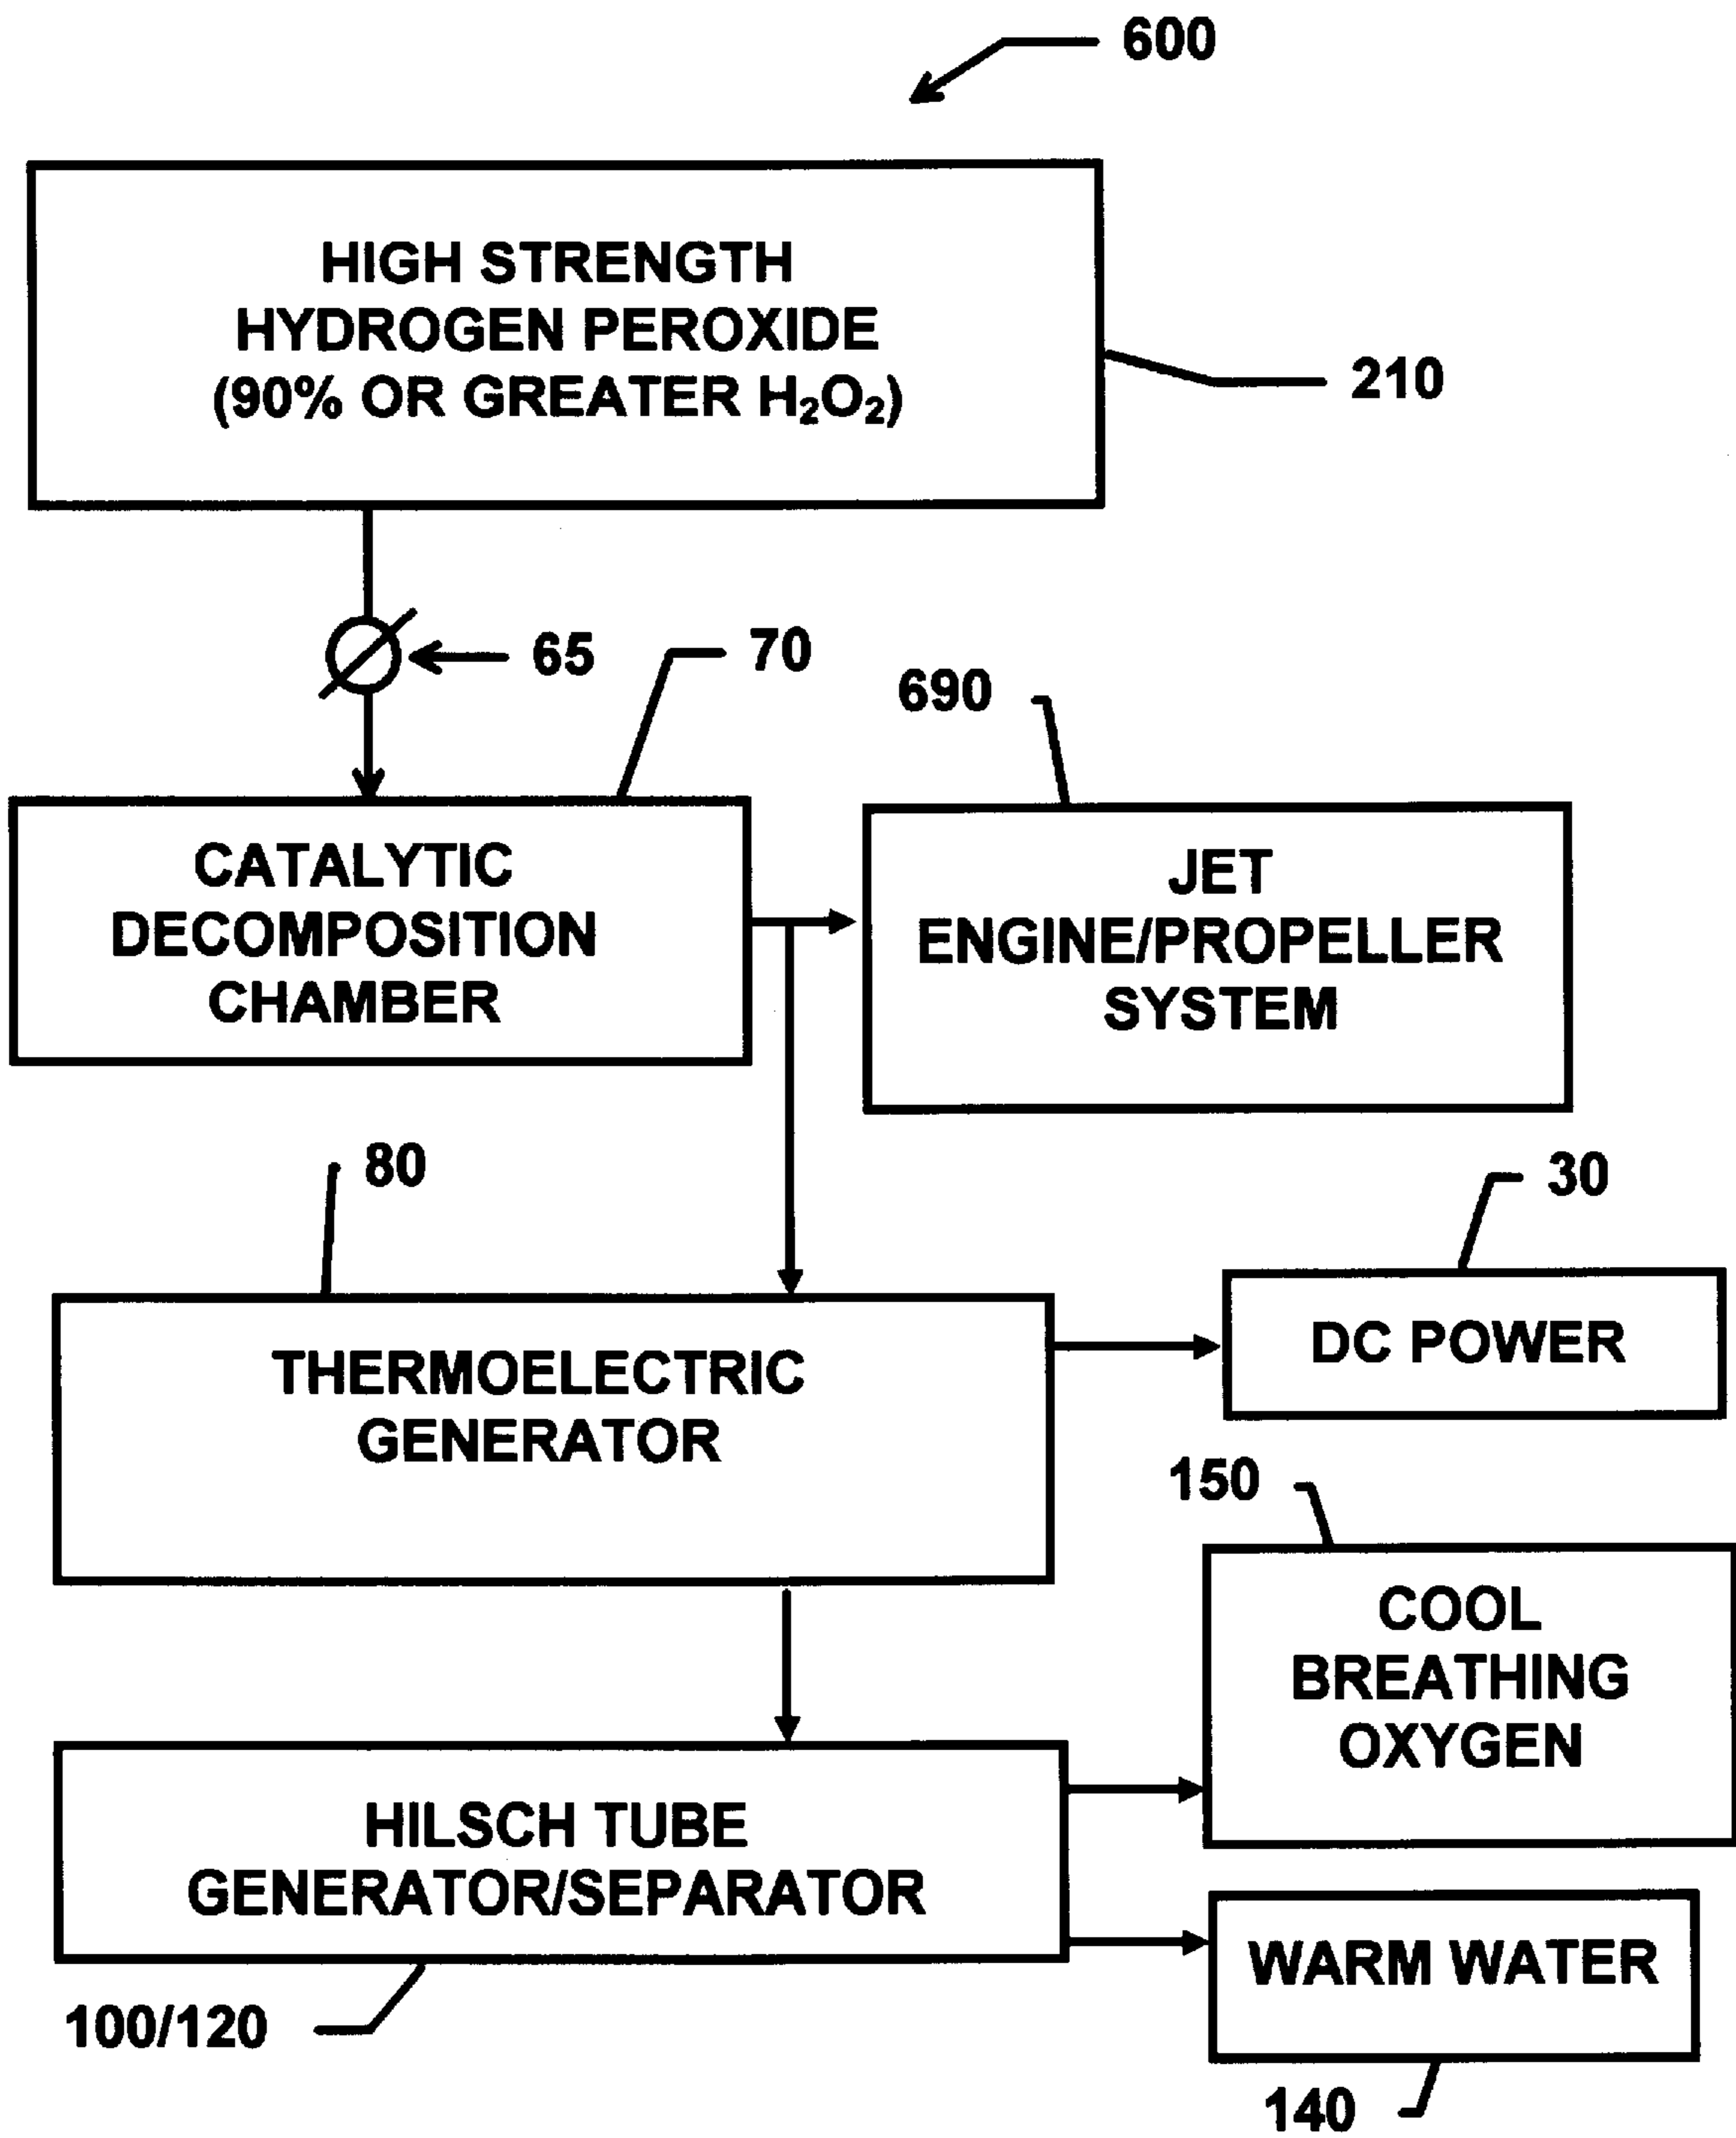 600
HIGH STRENGTH
HYDROGEN PEROXIDE
(90% OR GREATER H₂O₂)
210
65
70
690
CATALYTIC
DECOMPOSITION
CHAMBER
JET
ENGINE/PROPELLER
SYSTEM
80
30
THERMOELECTRIC
GENERATOR
DC POWER
150
COOL
BREATHING
OXYGEN
HILSCH TUBE
GENERATOR/SEPARATOR
WARM WATER
100/120
140